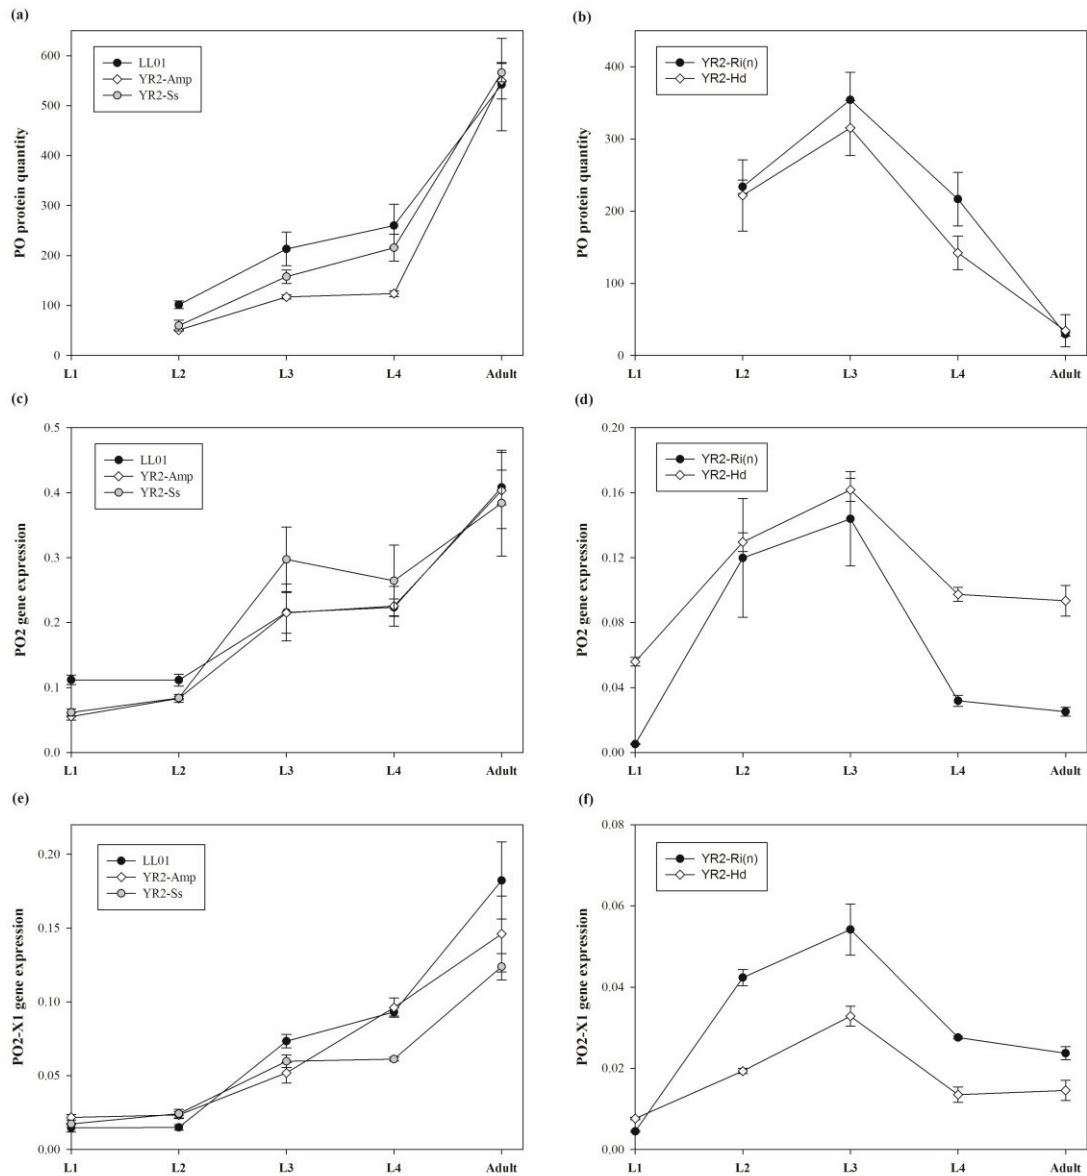 (a)
PO protein quantity
600
500
400
300
200
100
0
LL01
YR2-Amp
YR2-Ss
L1 L2 L3 L4 Adult
(b)
PO protein quantity
400
300
200
100
0
YR2-Ri(n)
YR2-Hd
L1 L2 L3 L4 Adult
(c)
PO2 gene expression
0.5
0.4
0.3
0.2
0.1
0.0
LL01
YR2-Amp
YR2-Ss
L1 L2 L3 L4 Adult
(d)
PO2 gene expression
0.20
0.16
0.12
0.08
0.04
0.00
YR2-Ri(n)
YR2-Hd
L1 L2 L3 L4 Adult
(e)
PO2-X1 gene expression
0.20
0.15
0.10
0.05
0.00
LL01
YR2-Amp
YR2-Ss
L1 L2 L3 L4 Adult
(f)
PO2-X1 gene expression
0.08
0.06
0.04
0.02
0.00
YR2-Ri(n)
YR2-Hd
L1 L2 L3 L4 Adult